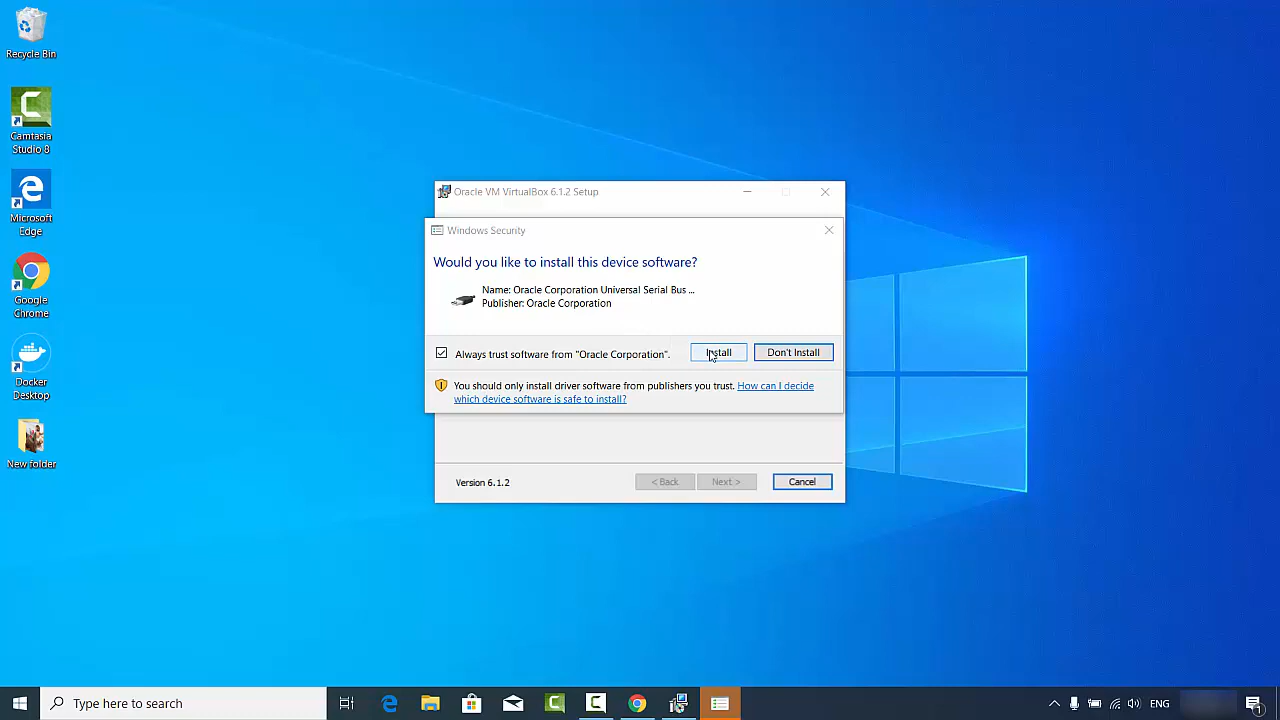 Recycle Bin
Camtasia
Studio 8
Microsoft
Edge
Google
Chrome
Docker
Desktop
New folder
Oracle VM VirtualBox 6.1.2 Setup
Windows Security
Would you like to install this device software?
Name: Oracle Corporation Universal Serial Bus ...
Publisher: Oracle Corporation
Always trust software from "Oracle Corporation".
Install
Don't Install
You should only install driver software from publishers you trust. How can I decide
which device software is safe to install?
Version 6.1.2
< Back
Next >
Cancel
Type here to search
ENG
1